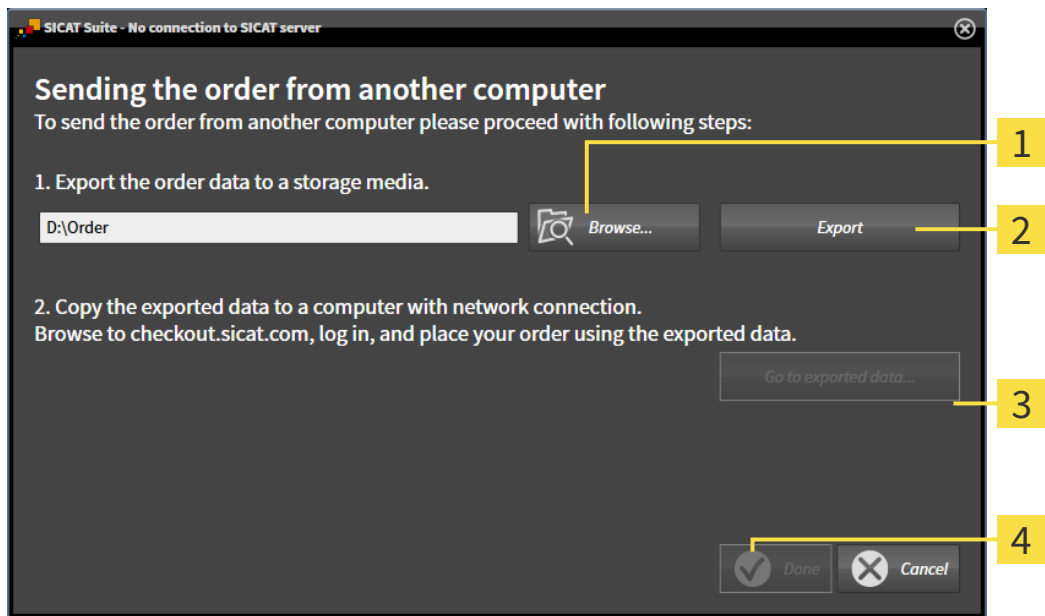 SICAT Suite - No connection to SICAT server
Sending the order from another computer
To send the order from another computer please proceed with following steps:
1
1. Export the order data to a storage media.
D:\Order
Browse...
Export
2
2. Copy the exported data to a computer with network connection.
Browse to checkout.sicat.com, log in, and place your order using the exported data.
Go to exported data...
3
4
Done
Cancel